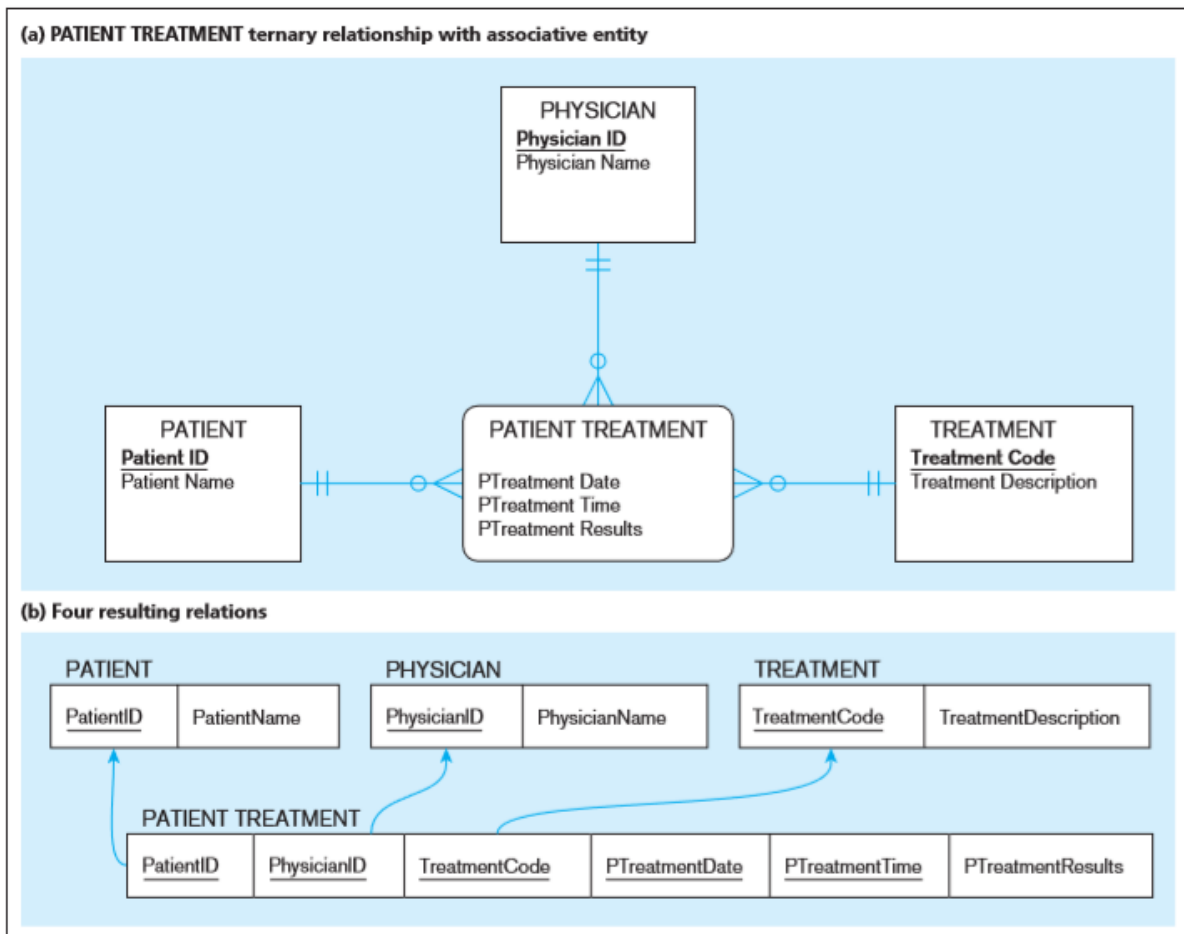 (a) PATIENT TREATMENT ternary relationship with associative entity
PHYSICIAN
Physician ID
Physician Name
PATIENT
Patient ID
Patient Name
PATIENT TREATMENT
PTreatment Date
PTreatment Time
PTreatment Results
TREATMENT
Treatment Code
Treatment Description
(b) Four resulting relations
PATIENT
PatientID
PatientName
PHYSICIAN
PhysicianID
PhysicianName
TREATMENT
TreatmentCode
TreatmentDescription
PATIENT TREATMENT
PatientID
PhysicianID
TreatmentCode
PTreatmentDate
PTreatmentTime
PTreatmentResults